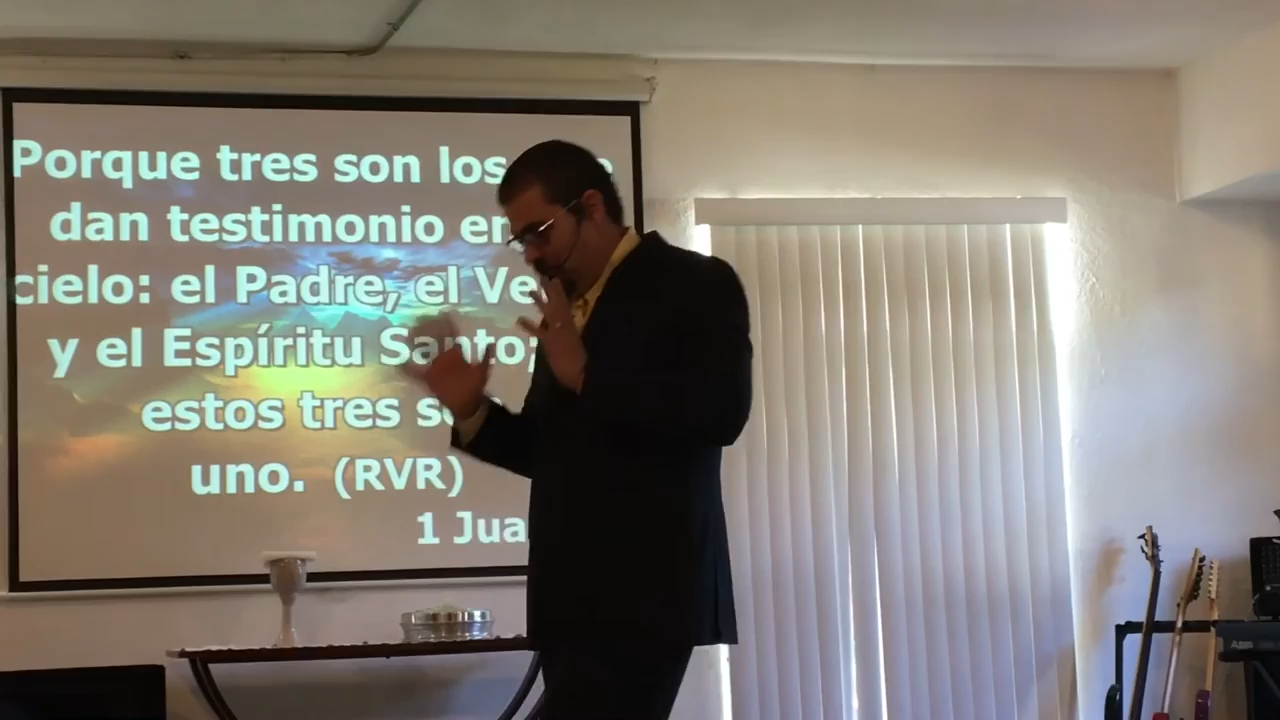 Porque tres son los
dan testimonio en
cielo: el Padre, el Ve
y el Espíritu Santo;
estos tres s
uno. (RVR)
1 Jua